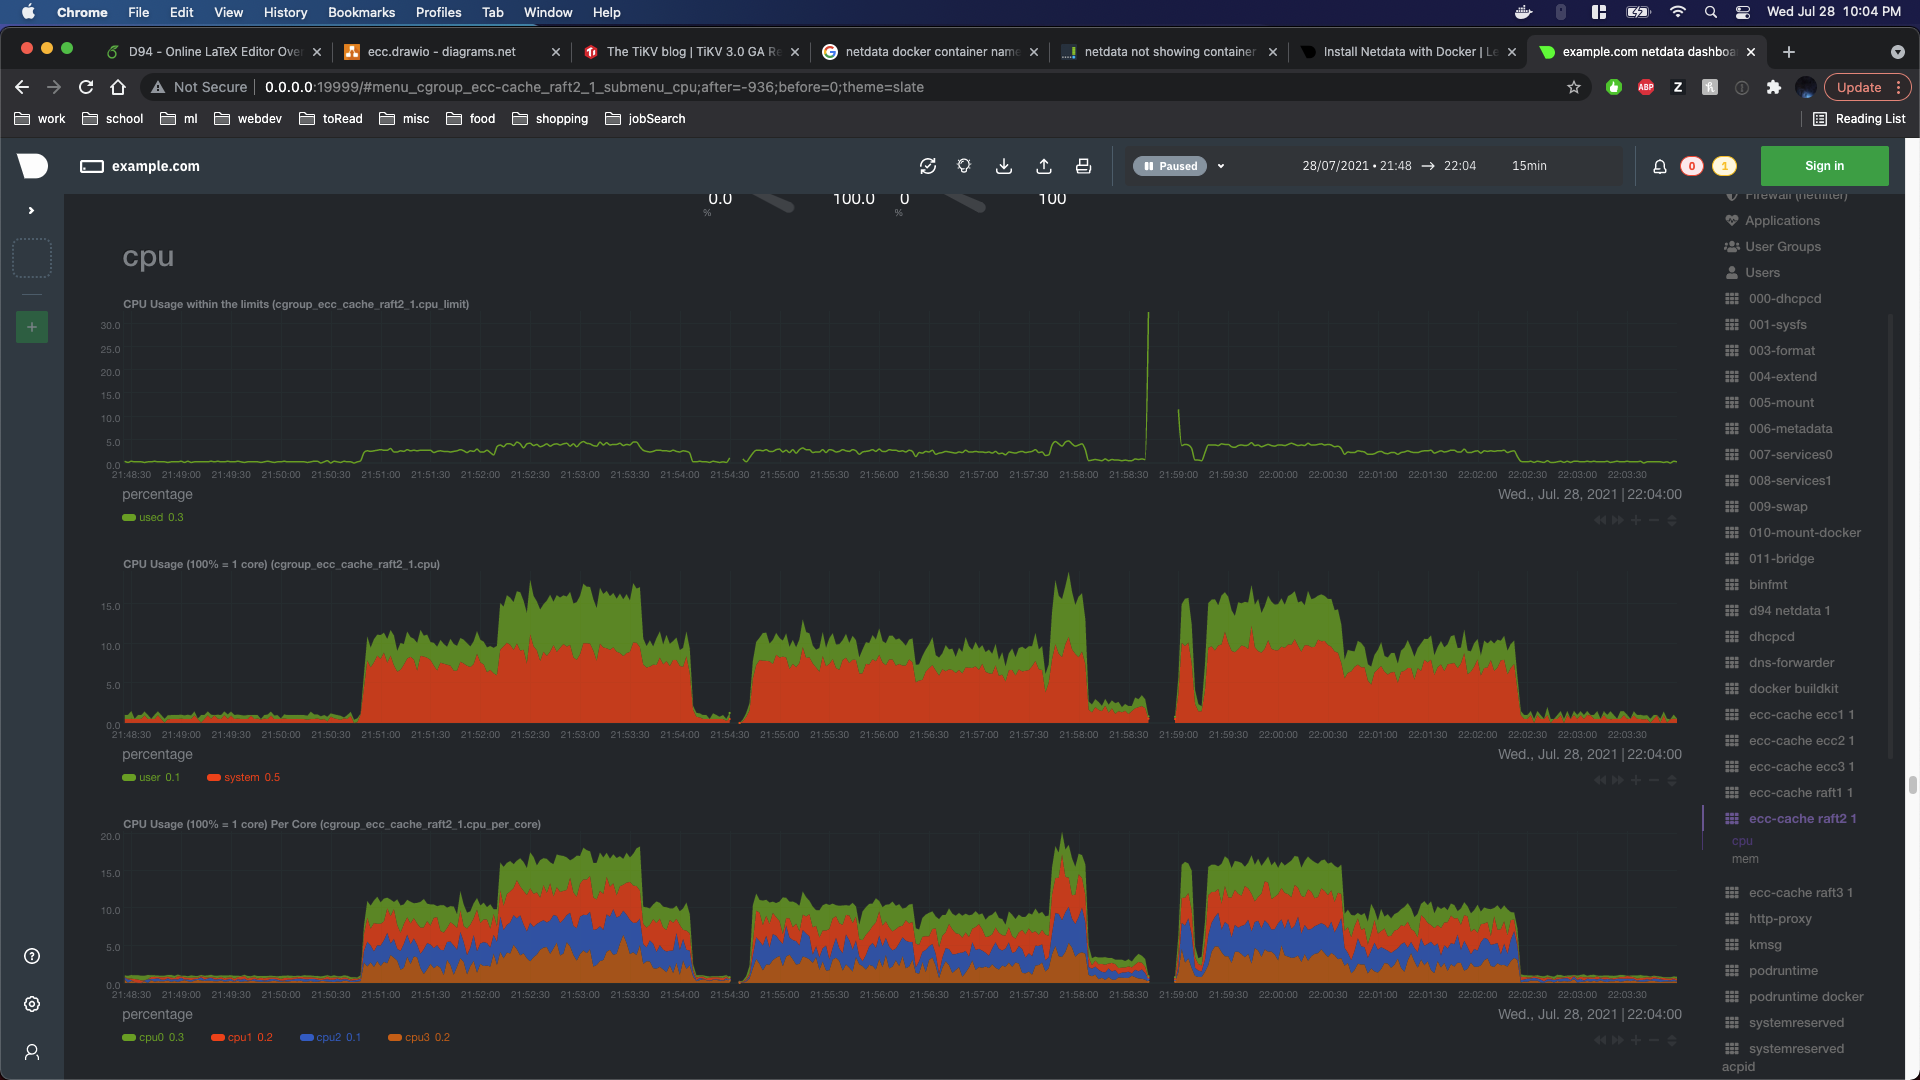 Chrome File Edit View History Bookmarks Profiles Tab Window Help Wed Jul 28 10:04 PM
D94 - Online LaTeX Editor Over
ecc.drawio - diagrams.net
The TiKV blog | TiKV 3.0 GA Re
netdata docker container name
netdata not showing container
Install Netdata with Docker | Le
example.com netdata dashboa
Not Secure 0.0.0.0:19999/#menu_cgroup_ecc-cache_raft2_1_submenu_cpu;after=-936;before=0;theme=slate ABP Z Update
work school ml webdev toRead misc food shopping jobSearch Reading List
example.com Paused 28/07/2021 • 21:48 → 22:04 15min 0 1 Sign in
0.0 100.0 0 100
% %
cpu
CPU Usage within the limits (cgroup_ecc_cache_raft2_1.cpu_limit)
30.0
25.0
20.0
15.0
10.0
5.0
0.0
21:48:30 21:49:00 21:49:30 21:50:00 21:50:30 21:51:00 21:51:30 21:52:00 21:52:30 21:53:00 21:53:30 21:54:00 21:54:30 21:55:00 21:55:30 21:56:00 21:56:30 21:57:00 21:57:30 21:58:00 21:58:30 21:59:00 21:59:30 22:00:00 22:00:30 22:01:00 22:01:30 22:02:00 22:02:30 22:03:00 22:03:30
percentage Wed., Jul. 28, 2021 | 22:04:00
used 0.3
CPU Usage (100% = 1 core) (cgroup_ecc_cache_raft2_1.cpu)
15.0
10.0
5.0
0.0
21:48:30 21:49:00 21:49:30 21:50:00 21:50:30 21:51:00 21:51:30 21:52:00 21:52:30 21:53:00 21:53:30 21:54:00 21:54:30 21:55:00 21:55:30 21:56:00 21:56:30 21:57:00 21:57:30 21:58:00 21:58:30 21:59:00 21:59:30 22:00:00 22:00:30 22:01:00 22:01:30 22:02:00 22:02:30 22:03:00 22:03:30
percentage Wed., Jul. 28, 2021 | 22:04:00
user 0.1 system 0.5
CPU Usage (100% = 1 core) Per Core (cgroup_ecc_cache_raft2_1.cpu_per_core)
20.0
15.0
10.0
5.0
0.0
21:48:30 21:49:00 21:49:30 21:50:00 21:50:30 21:51:00 21:51:30 21:52:00 21:52:30 21:53:00 21:53:30 21:54:00 21:54:30 21:55:00 21:55:30 21:56:00 21:56:30 21:57:00 21:57:30 21:58:00 21:58:30 21:59:00 21:59:30 22:00:00 22:00:30 22:01:00 22:01:30 22:02:00 22:02:30 22:03:00 22:03:30
percentage Wed., Jul. 28, 2021 | 22:04:00
cpu0 0.3 cpu1 0.2 cpu2 0.1 cpu3 0.2
Firewall (netfilter)
Applications
User Groups
Users
000-dhcpcd
001-sysfs
003-format
004-extend
005-mount
006-metadata
007-services0
008-services1
009-swap
010-mount-docker
011-bridge
binfmt
d94 netdata 1
dhcpcd
dns-forwarder
docker buildkit
ecc-cache ecc1 1
ecc-cache ecc2 1
ecc-cache ecc3 1
ecc-cache raft1 1
ecc-cache raft2 1
cpu
mem
ecc-cache raft3 1
http-proxy
kmsg
podruntime
podruntime docker
systemreserved
systemreserved
acpid